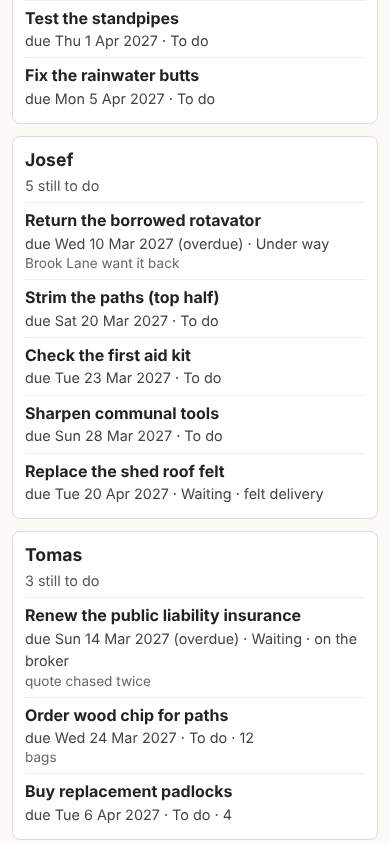 Test the standpipes
due Thu 1 Apr 2027 · To do
Fix the rainwater butts
due Mon 5 Apr 2027 · To do
Josef
5 still to do
Return the borrowed rotavator
due Wed 10 Mar 2027 (overdue) · Under way
Brook Lane want it back
Strim the paths (top half)
due Sat 20 Mar 2027 · To do
Check the first aid kit
due Tue 23 Mar 2027 · To do
Sharpen communal tools
due Sun 28 Mar 2027 · To do
Replace the shed roof felt
due Tue 20 Apr 2027 · Waiting · felt delivery
Tomas
3 still to do
Renew the public liability insurance
due Sun 14 Mar 2027 (overdue) · Waiting · on the
broker
quote chased twice
Order wood chip for paths
due Wed 24 Mar 2027 · To do · 12
bags
Buy replacement padlocks
due Tue 6 Apr 2027 · To do · 4